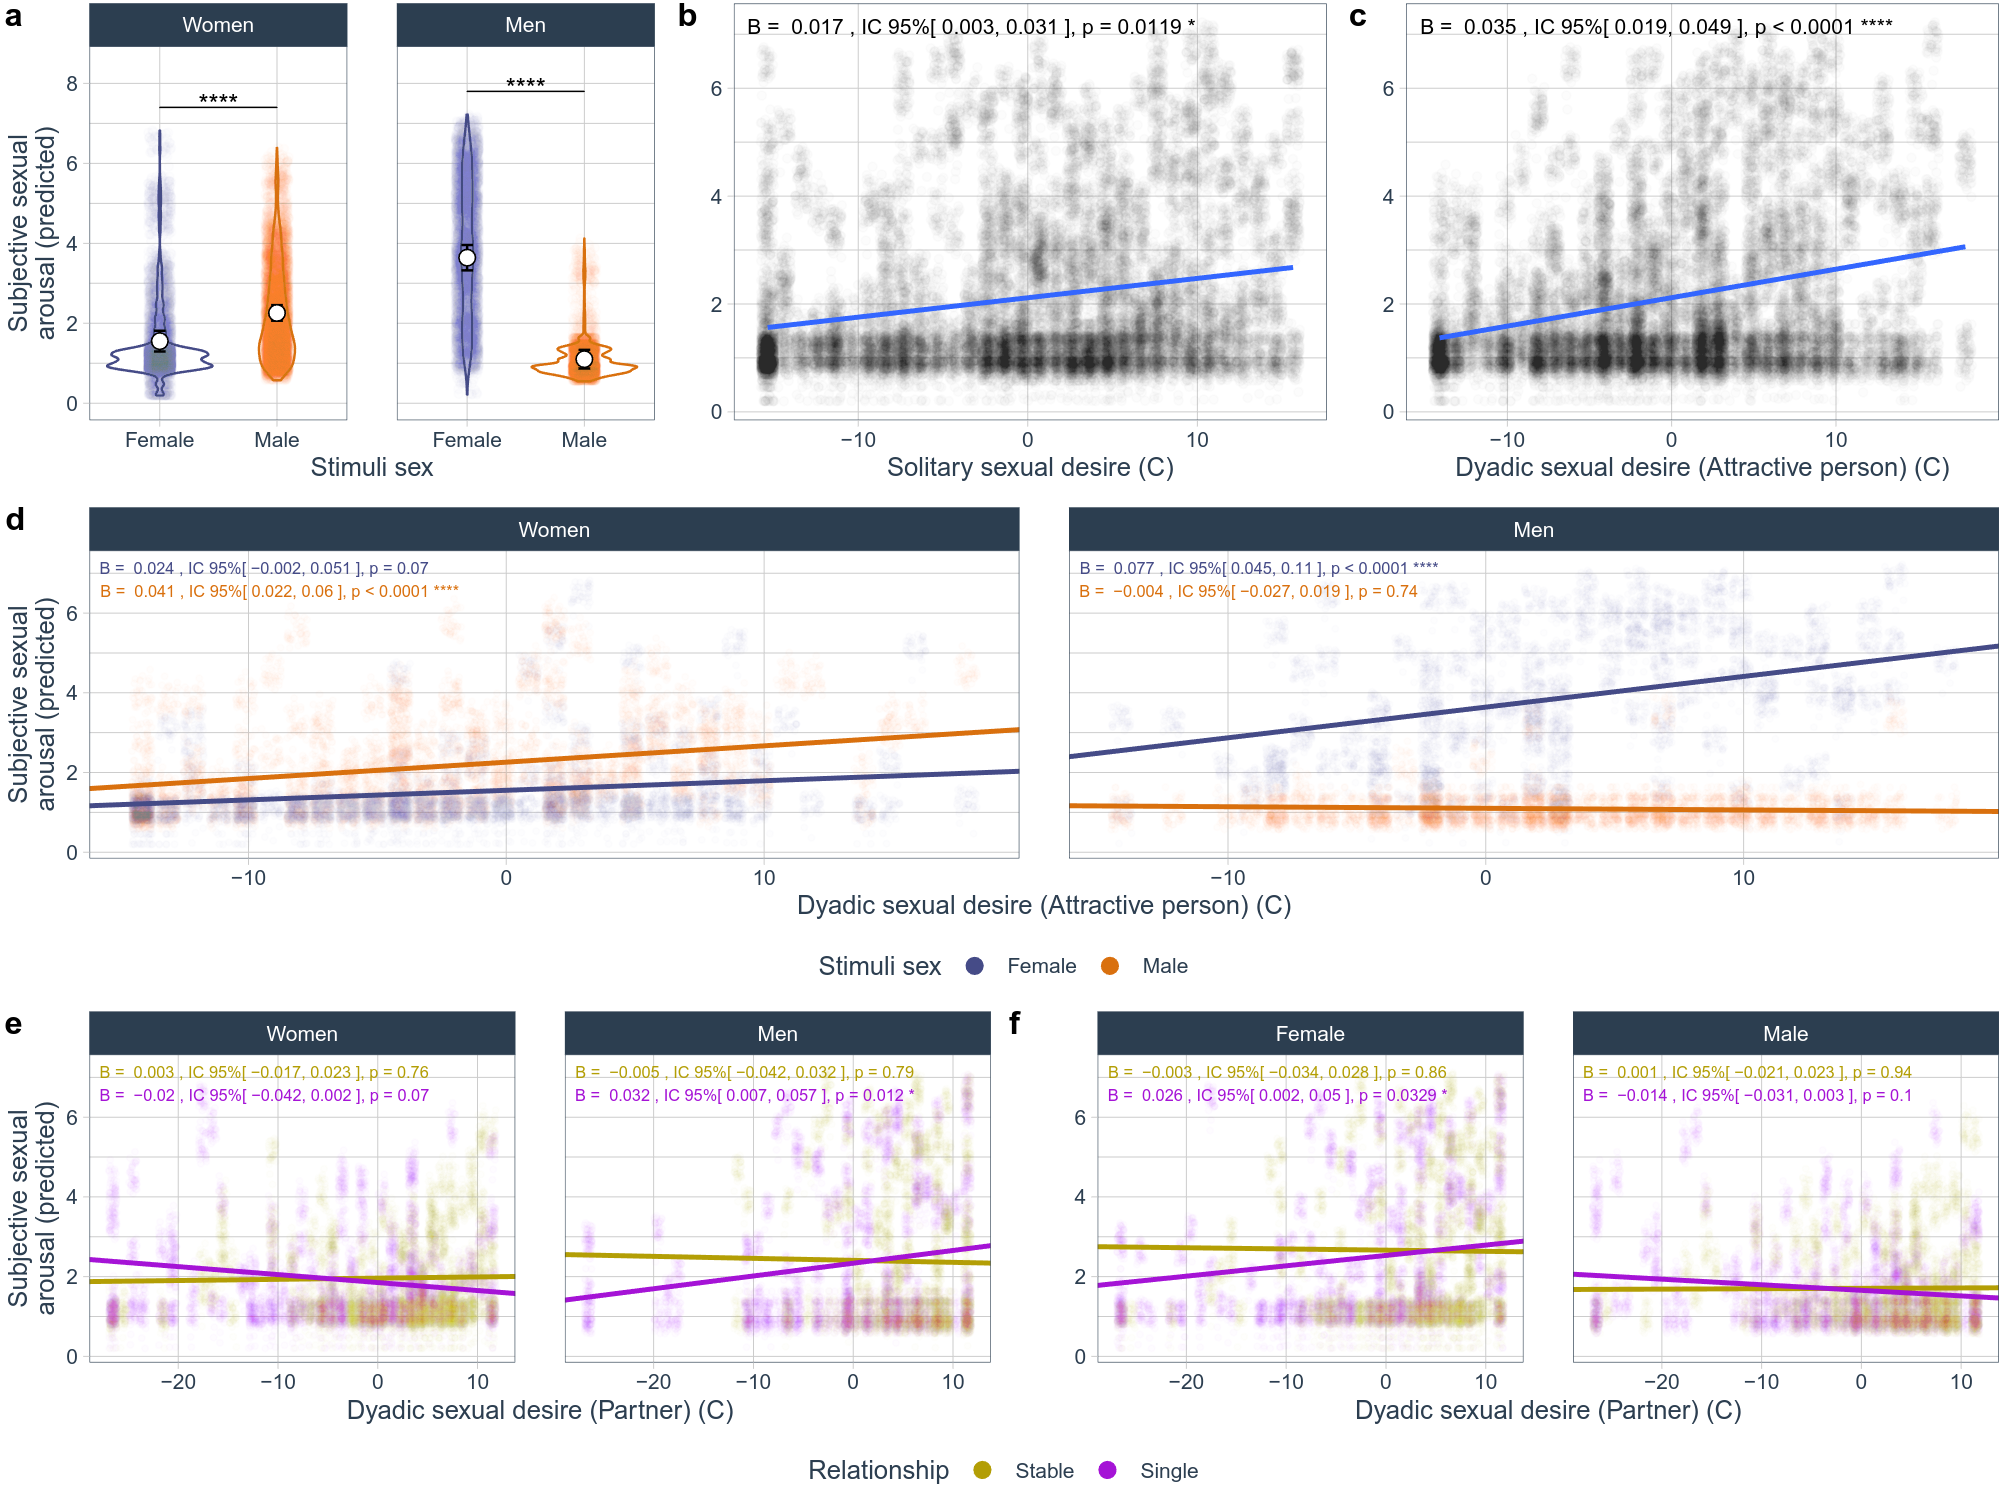 a
Women
Men
****
****
8
6
4
2
0
Subjective sexual
arousal (predicted)
Female
Male
Female
Male
Stimuli sex
b
B = 0.017 , IC 95%[ 0.003, 0.031 ], p = 0.0119 *
6
4
2
0
−10
0
10
Solitary sexual desire (C)
c
B = 0.035 , IC 95%[ 0.019, 0.049 ], p < 0.0001 ****
6
4
2
0
−10
0
10
Dyadic sexual desire (Attractive person) (C)
d
Women
B = 0.024 , IC 95%[ −0.002, 0.051 ], p = 0.07
B = 0.041 , IC 95%[ 0.022, 0.06 ], p < 0.0001 ****
Men
B = 0.077 , IC 95%[ 0.045, 0.11 ], p < 0.0001 ****
B = −0.004 , IC 95%[ −0.027, 0.019 ], p = 0.74
6
4
2
0
Subjective sexual
arousal (predicted)
−10
0
10
−10
0
10
Dyadic sexual desire (Attractive person) (C)
Stimuli sex
Female
Male
e
Women
B = 0.003 , IC 95%[ −0.017, 0.023 ], p = 0.76
B = −0.02 , IC 95%[ −0.042, 0.002 ], p = 0.07
Men
B = −0.005 , IC 95%[ −0.042, 0.032 ], p = 0.79
B = 0.032 , IC 95%[ 0.007, 0.057 ], p = 0.012 *
6
4
2
0
Subjective sexual
arousal (predicted)
−20
−10
0
10
−20
−10
0
10
Dyadic sexual desire (Partner) (C)
f
Female
B = −0.003 , IC 95%[ −0.034, 0.028 ], p = 0.86
B = 0.026 , IC 95%[ 0.002, 0.05 ], p = 0.0329 *
Male
B = 0.001 , IC 95%[ −0.021, 0.023 ], p = 0.94
B = −0.014 , IC 95%[ −0.031, 0.003 ], p = 0.1
6
4
2
0
−20
−10
0
10
−20
−10
0
10
Dyadic sexual desire (Partner) (C)
Relationship
Stable
Single